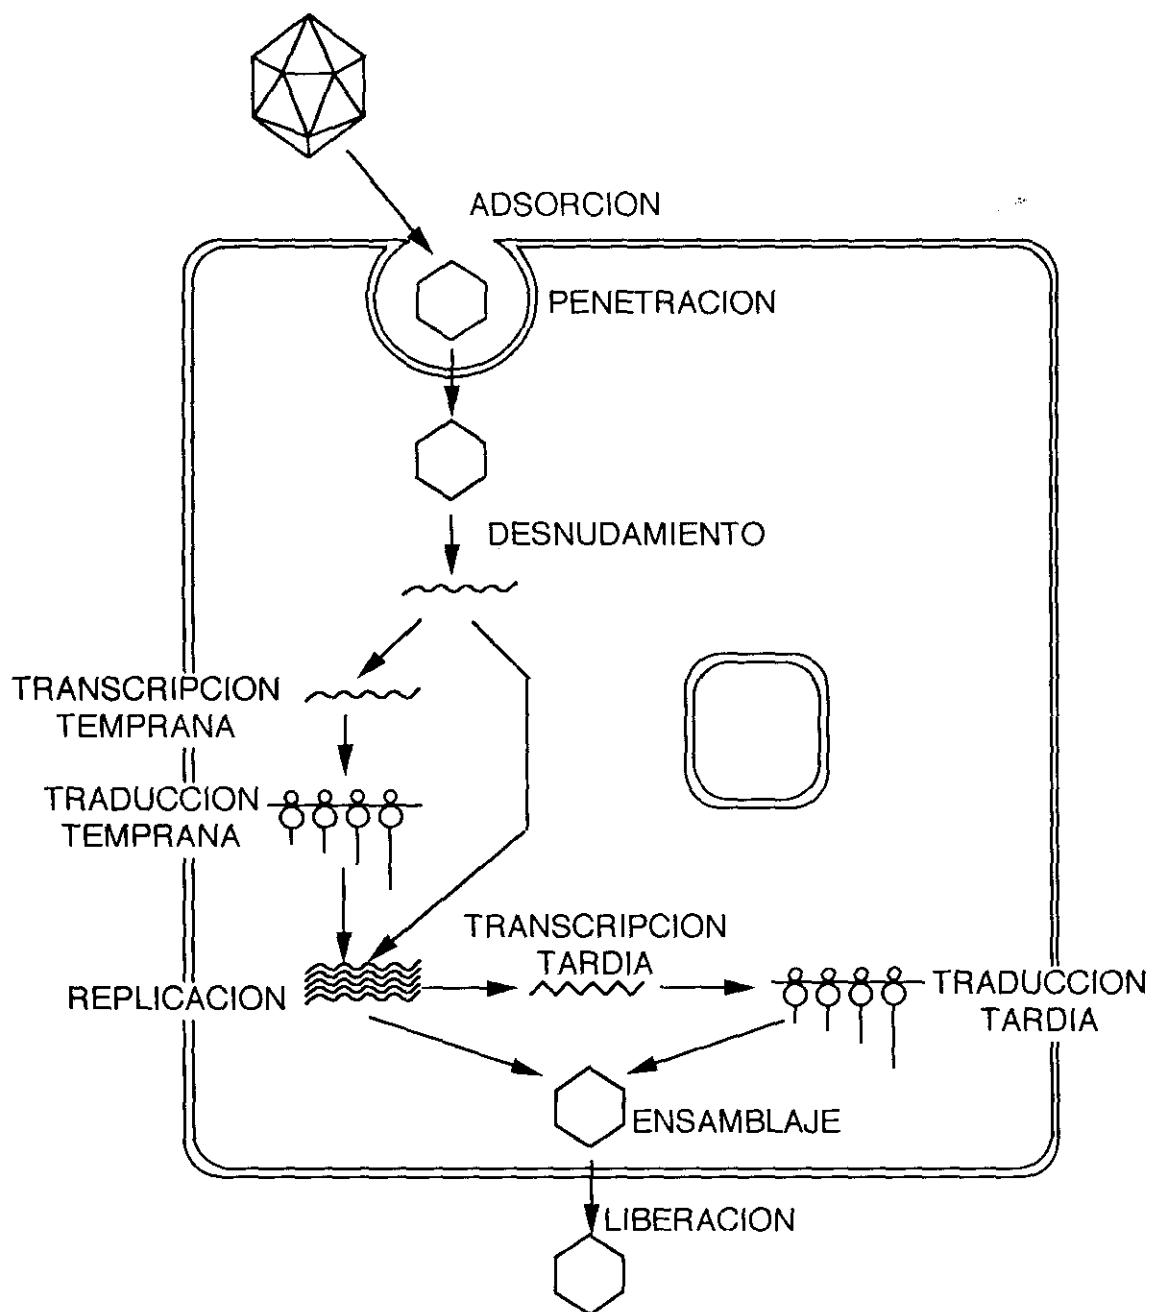 ADSORCION
PENETRACION
DESNUDAMIENTO
TRANSCRIPCION
TEMPRANA
TRADUCCION
TEMPRANA
TRANSCRIPCION
TARDIA
REPLICACION
TRADUCCION
TARDIA
ENSAMBLAJE
LIBERACION